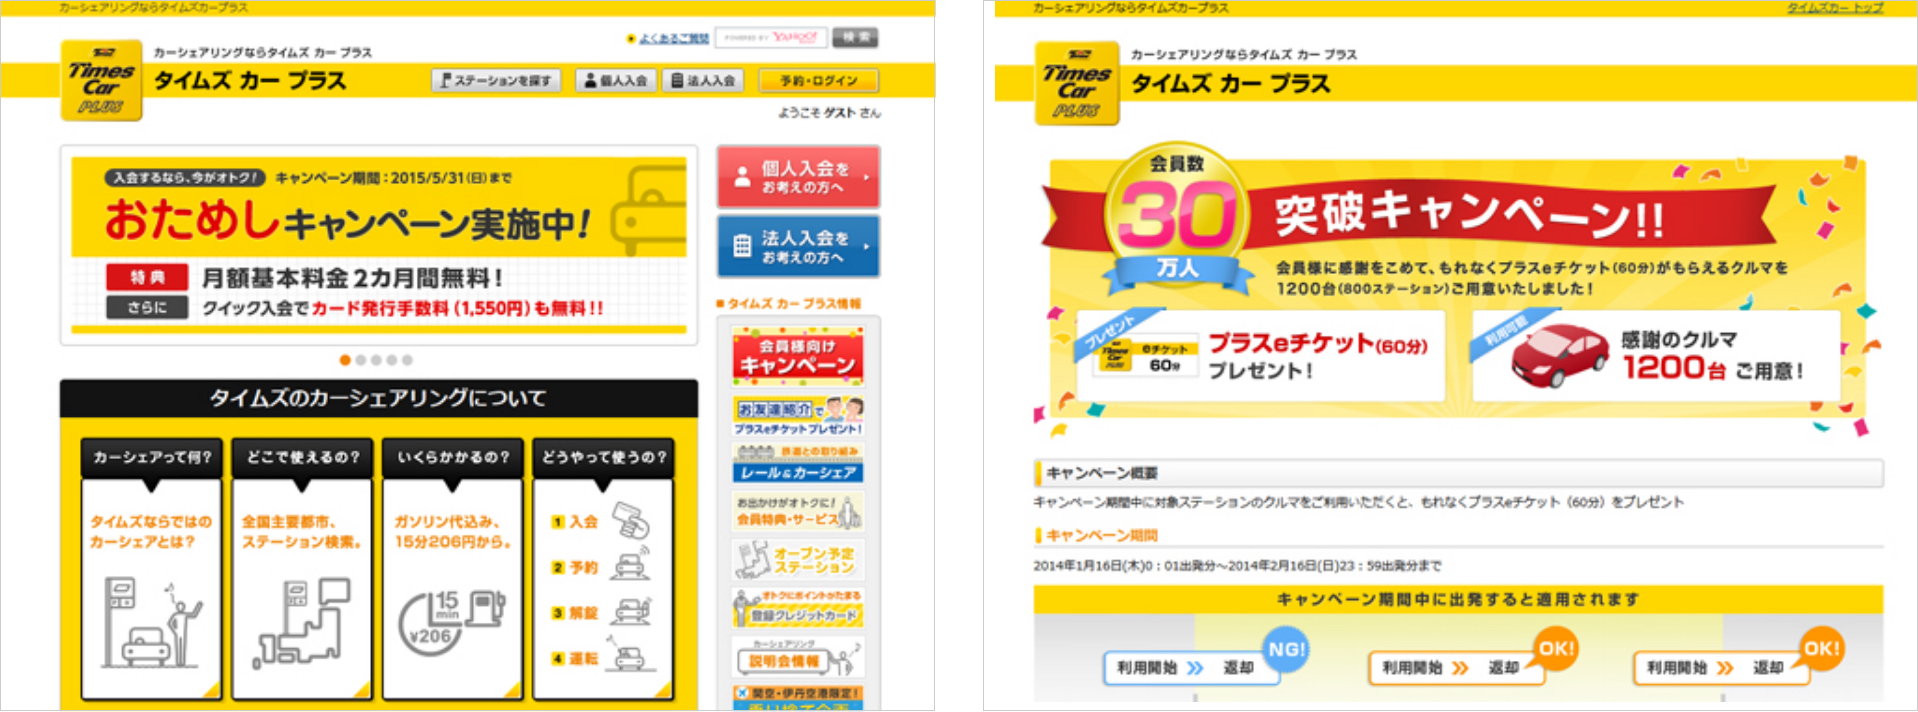 カーシェアリングならタイムズカープラス
よくあるご質問
POWERED BY YAHOO!
検索
Times Car PLUS
カーシェアリングならタイムズ カー プラス
タイムズ カー プラス
ステーションを探す
個人入会
法人入会
予約・ログイン
ようこそ ゲスト さん
入会するなら、今がオトク!
キャンペーン期間：2015/5/31(日)まで
おためしキャンペーン実施中!
特典
月額基本料金2カ月間無料！
さらに
クイック入会でカード発行手数料(1,550円)も無料!!
個人入会を
お考えの方へ
法人入会を
お考えの方へ
タイムズ カー プラス情報
会員様向け
キャンペーン
お友達紹介で
プラスeチケットプレゼント!
鉄道との取り組み
レール&カーシェア
お出かけがオトクに!
会員特典・サービス
オープン予定
ステーション
オトクにポイントがたまる
登録クレジットカード
カーシェアリング
説明会情報
関空・伊丹空港限定!
タイムズのカーシェアリングについて
カーシェアって何?
タイムズならではの
カーシェアとは?
どこで使えるの?
全国主要都市、
ステーション検索。
いくらかかるの?
ガソリン代込み、
15分206円から。
15
min
¥206
どうやって使うの?
1 入会
2 予約
3 解錠
4 運転
カーシェアリングならタイムズカープラス
タイムズカー トップ
Times Car PLUS
カーシェアリングならタイムズ カー プラス
タイムズ カー プラス
会員数
30
万人
突破キャンペーン!!
会員様に感謝をこめて、もれなくプラスeチケット(60分)がもらえるクルマを
1200台(800ステーション)ご用意いたしました！
プレゼント
Times Car PLUS
eチケット
60分
プラスeチケット(60分)
プレゼント！
利用可能
感謝のクルマ
1200台 ご用意！
キャンペーン概要
キャンペーン期間中に対象ステーションのクルマをご利用いただくと、もれなくプラスeチケット（60分）をプレゼント
キャンペーン期間
2014年1月16日(木)0：01出発分～2014年2月16日(日)23：59出発分まで
キャンペーン期間中に出発すると適用されます
利用開始 返却 NG!
利用開始 返却 OK!
利用開始 返却 OK!